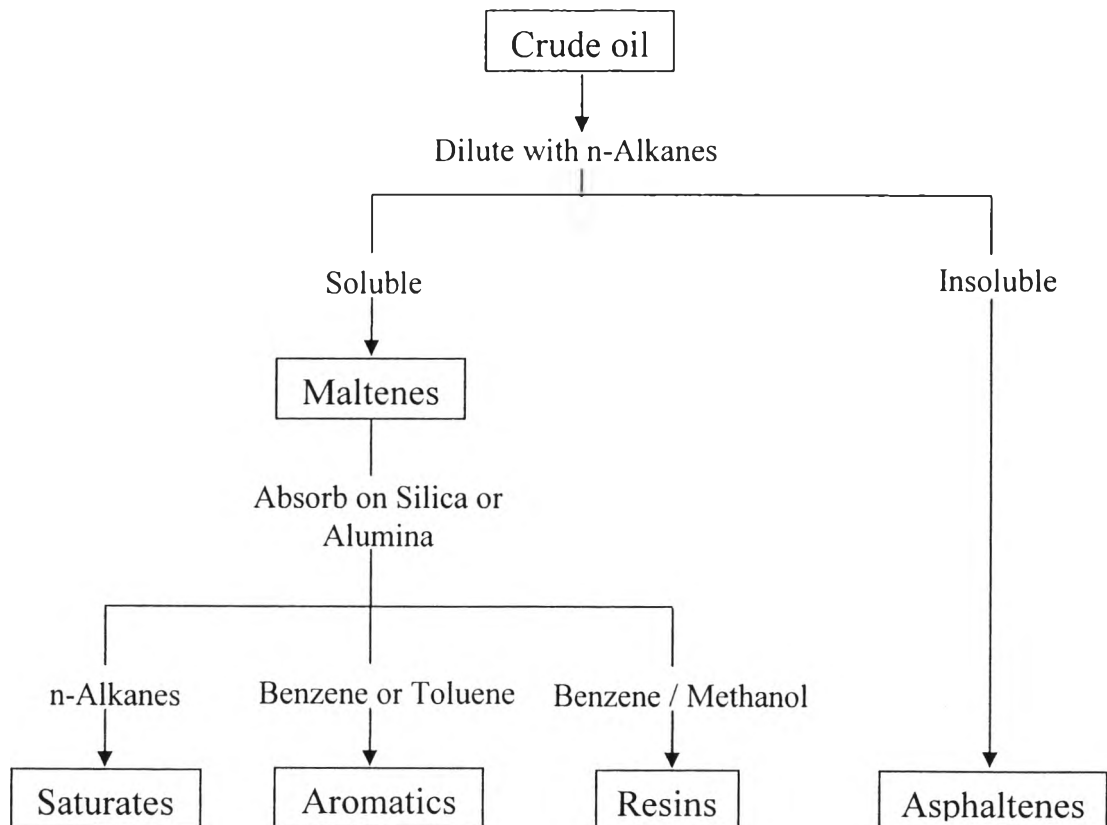 Crude oil
Dilute with n-Alkanes
Soluble
Insoluble
Maltenes
Absorb on Silica or
Alumina
n-Alkanes
Benzene or Toluene
Benzene / Methanol
Saturates
Aromatics
Resins
Asphaltenes